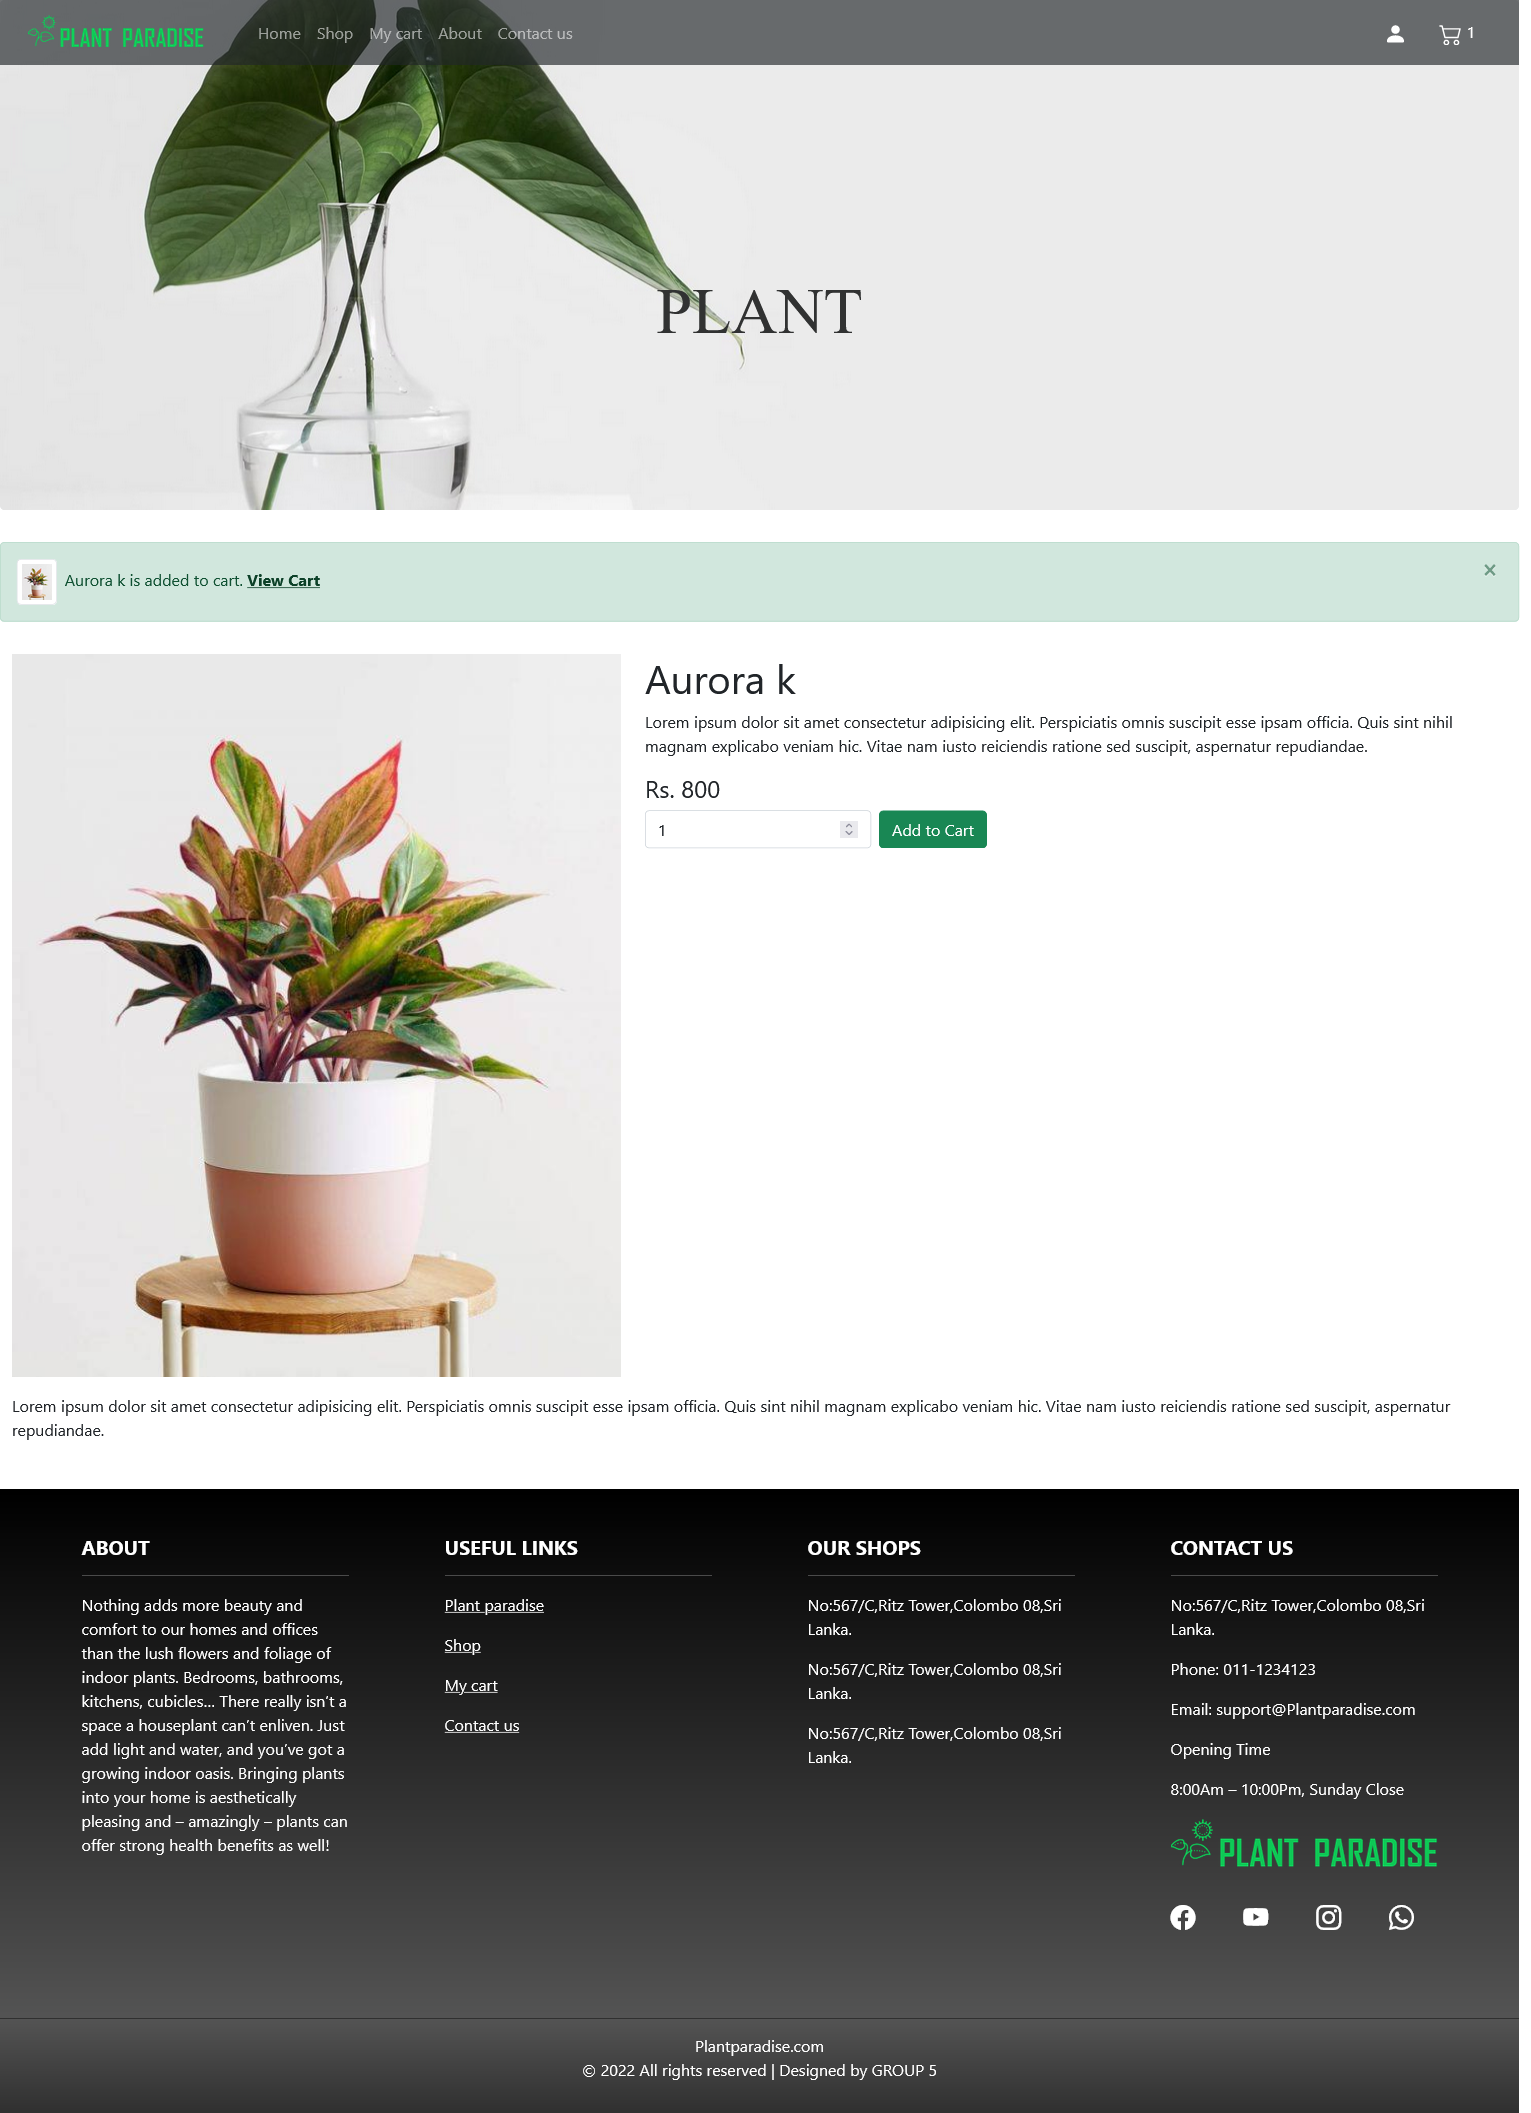 PLANT PARADISE
Home Shop My cart About Contact us
1
PLANT
Aurora k is added to cart. View Cart
×
Aurora k
Lorem ipsum dolor sit amet consectetur adipisicing elit. Perspiciatis omnis suscipit esse ipsam officia. Quis sint nihil
magnam explicabo veniam hic. Vitae nam iusto reiciendis ratione sed suscipit, aspernatur repudiandae.
Rs. 800
1
Add to Cart
Lorem ipsum dolor sit amet consectetur adipisicing elit. Perspiciatis omnis suscipit esse ipsam officia. Quis sint nihil magnam explicabo veniam hic. Vitae nam iusto reiciendis ratione sed suscipit, aspernatur
repudiandae.
ABOUT
Nothing adds more beauty and
comfort to our homes and offices
than the lush flowers and foliage of
indoor plants. Bedrooms, bathrooms,
kitchens, cubicles... There really isn't a
space a houseplant can't enliven. Just
add light and water, and you've got a
growing indoor oasis. Bringing plants
into your home is aesthetically
pleasing and – amazingly – plants can
offer strong health benefits as well!
USEFUL LINKS
Plant paradise
Shop
My cart
Contact us
OUR SHOPS
No:567/C,Ritz Tower,Colombo 08,Sri
Lanka.
No:567/C,Ritz Tower,Colombo 08,Sri
Lanka.
No:567/C,Ritz Tower,Colombo 08,Sri
Lanka.
CONTACT US
No:567/C,Ritz Tower,Colombo 08,Sri
Lanka.
Phone: 011-1234123
Email: support@Plantparadise.com
Opening Time
8:00Am – 10:00Pm, Sunday Close
PLANT PARADISE
Plantparadise.com
© 2022 All rights reserved | Designed by GROUP 5